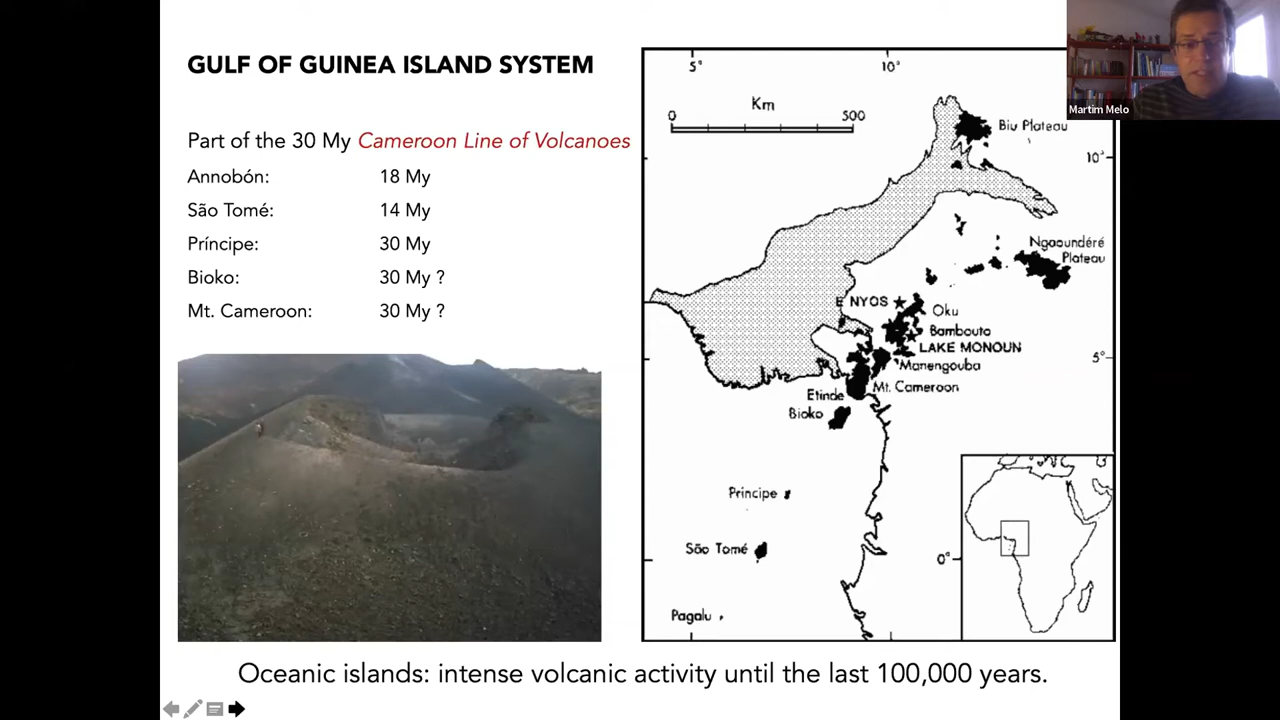 GULF OF GUINEA ISLAND SYSTEM
Part of the 30 My Cameroon Line of Volcanoes
Annobón: 18 My
São Tomé: 14 My
Príncipe: 30 My
Bioko: 30 My ?
Mt. Cameroon: 30 My ?
5°
10°
Km
0
500
Biu Plateau
10°
Ngaoundéré
Plateau
E NYOS
Oku
Bambouto
LAKE MONOUN
Manengouba
5°
Etinde
Mt. Cameroon
Bioko
Principe
São Tomé
0°
Pagalu
Oceanic islands: intense volcanic activity until the last 100,000 years.
Martim Melo